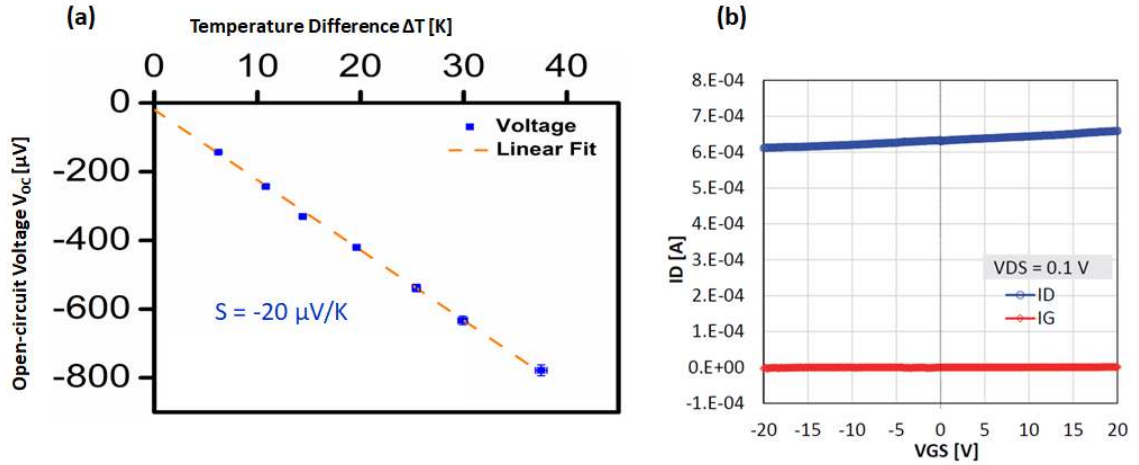 (a)
Temperature Difference ΔT [K]
0 10 20 30 40
0
-200
-400
-600
-800
Open-circuit Voltage VOC [µV]
Voltage
Linear Fit
S = -20 µV/K
(b)
8.E-04
7.E-04
6.E-04
5.E-04
4.E-04
3.E-04
2.E-04
1.E-04
0.E+00
-1.E-04
ID [A]
VDS = 0.1 V
ID
IG
-20 -15 -10 -5 0 5 10 15 20
VGS [V]